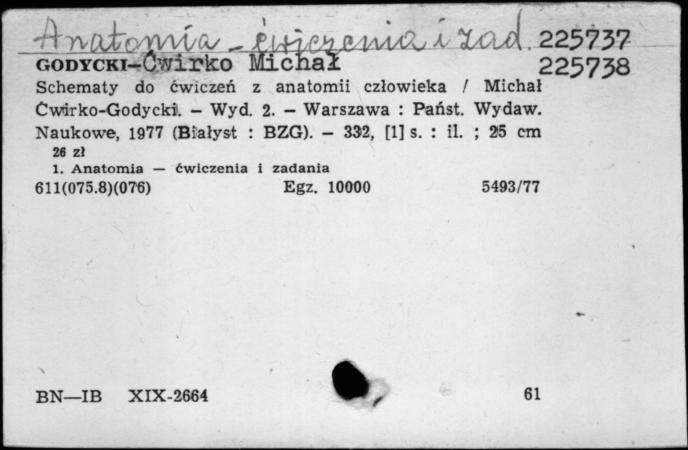 Anatomia - ćwiczenia i zad. 225737
GODYCKI-Ćwirko Michał 225738
Schematy do ćwiczeń z anatomii człowieka / Michał
Ćwirko-Godycki. – Wyd. 2. – Warszawa : Państ. Wydaw.
Naukowe, 1977 (Białyst : BZG). – 332, [1] s. : il. ; 25 cm
26 zł
1. Anatomia — ćwiczenia i zadania
611(075.8)(076) Egz. 10000 5493/77
BN—IB XIX-2664 61